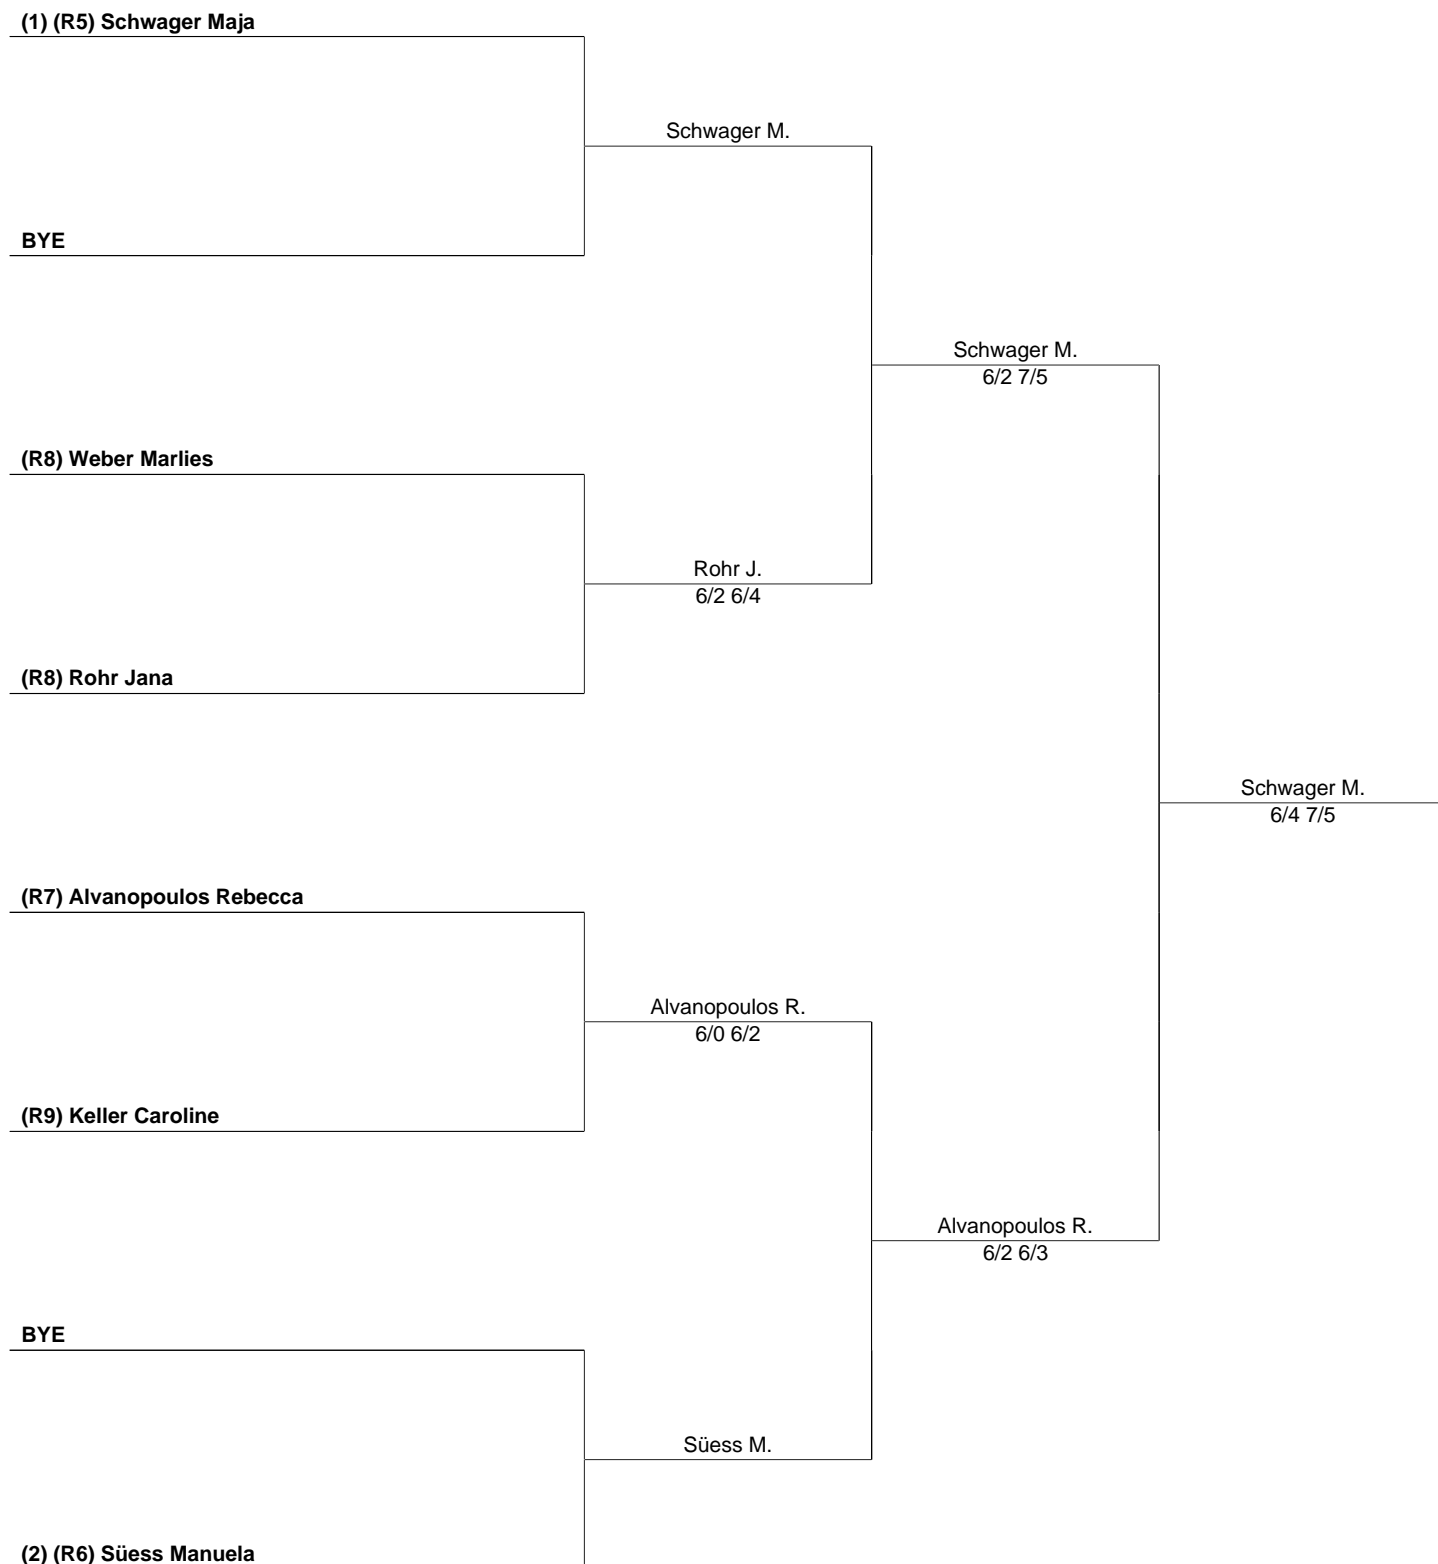 (1) (R5) Schwager Maja
Schwager M.
BYE
Schwager M.
6/2 7/5
(R8) Weber Marlies
Rohr J.
6/2 6/4
(R8) Rohr Jana
Schwager M.
6/4 7/5
(R7) Alvanopoulos Rebecca
Alvanopoulos R.
6/0 6/2
(R9) Keller Caroline
Alvanopoulos R.
6/2 6/3
BYE
Süess M.
(2) (R6) Süess Manuela